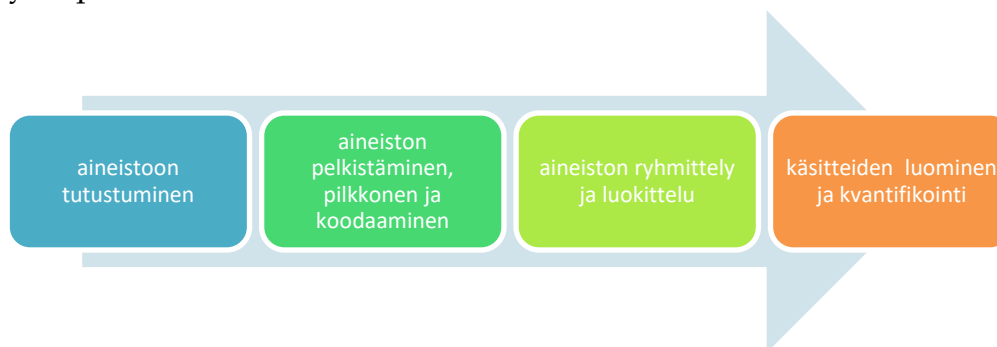 aineistoon
tutustuminen
aineiston
pelkistäminen,
pilkkonen ja
koodaaminen
aineiston ryhmittely
ja luokittelu
käsitteiden luominen
ja kvantifikointi